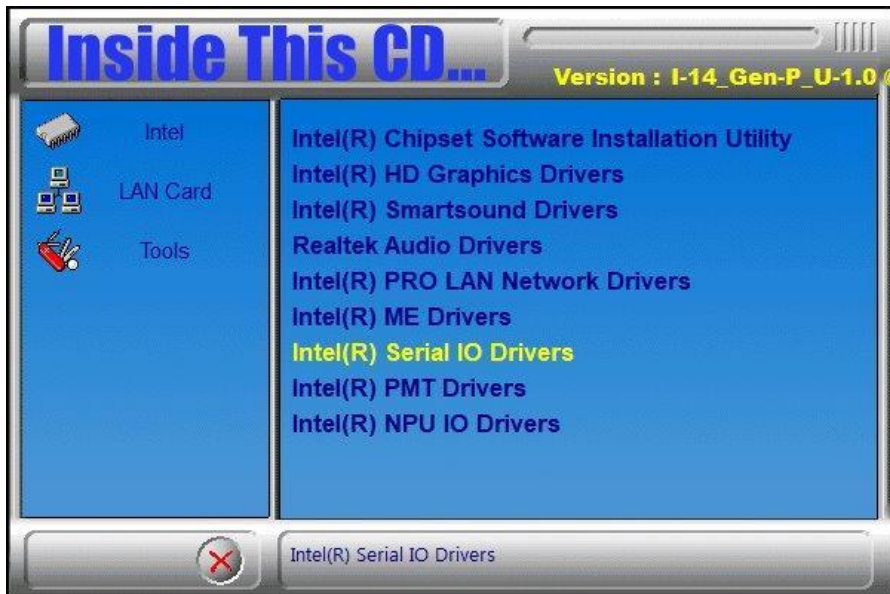 Inside This CD...
Version : I-14_Gen-P_U-1.0
Intel
LAN Card
Tools
Intel(R) Chipset Software Installation Utility
Intel(R) HD Graphics Drivers
Intel(R) Smartsound Drivers
Realtek Audio Drivers
Intel(R) PRO LAN Network Drivers
Intel(R) ME Drivers
Intel(R) Serial IO Drivers
Intel(R) PMT Drivers
Intel(R) NPU IO Drivers
Intel(R) Serial IO Drivers